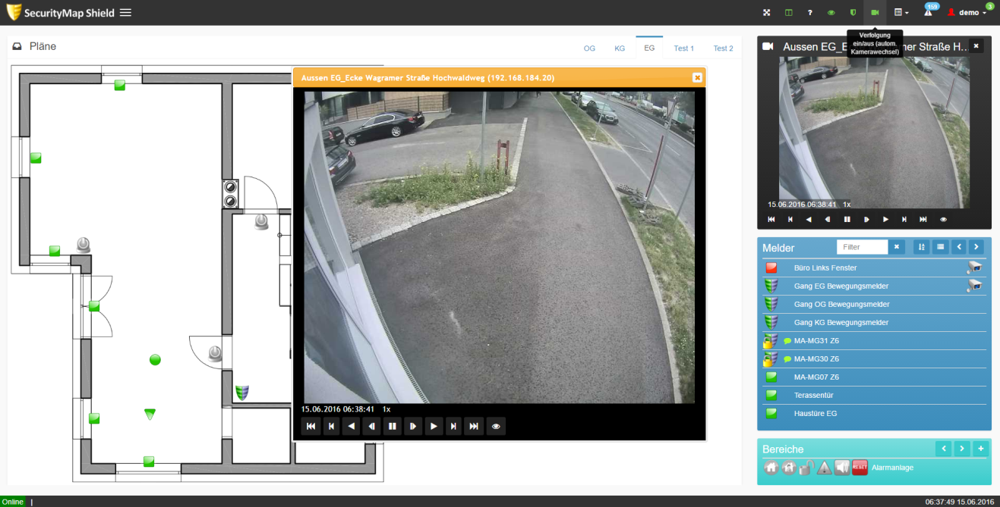 SecurityMap Shield
?
159
demo
3
Verfolgung
ein/aus (autom.
Kamerawechsel)
Pläne
OG
KG
EG
Test 1
Test 2
Aussen EG_Ecke Wagramer Straße Hochwaldweg (192.168.184.20)
15.06.2016 06:38:41 1x
Aussen EG_E
er Straße H...
15.06.2016 06:38:41 1x
Melder
Filter
Büro Links Fenster
Gang EG Bewegungsmelder
Gang OG Bewegungsmelder
Gang KG Bewegungsmelder
MA-MG31 Z6
MA-MG30 Z6
MA-MG07 Z6
Terassentür
Haustüre EG
Bereiche
RESET
Alarmanlage
Online |
06:37:49 15.06.2016